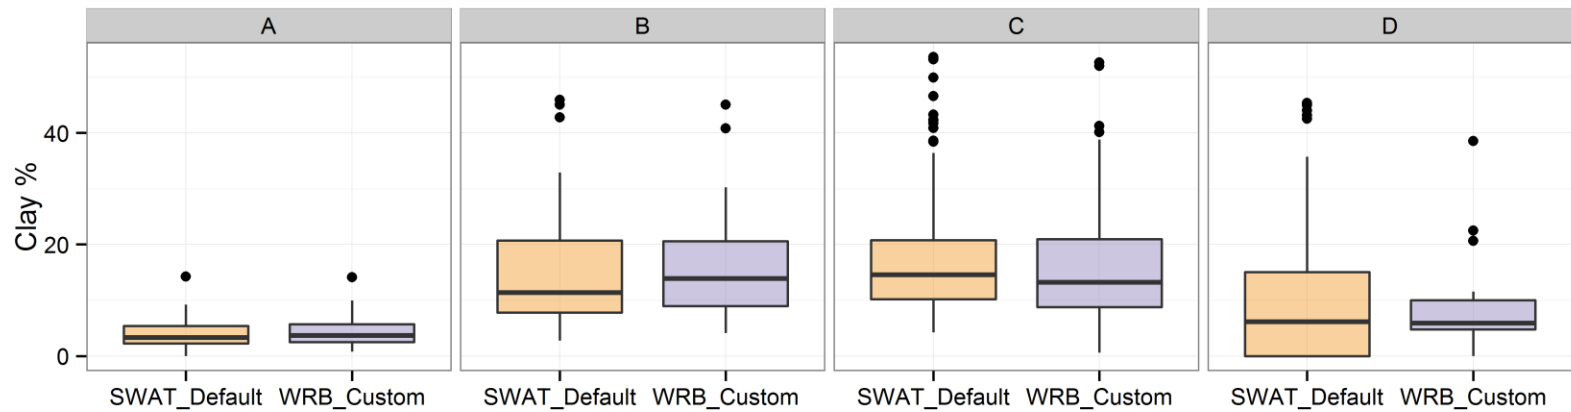 A B C D
Clay %
40
20
0
SWAT_Default WRB_Custom SWAT_Default WRB_Custom SWAT_Default WRB_Custom SWAT_Default WRB_Custom